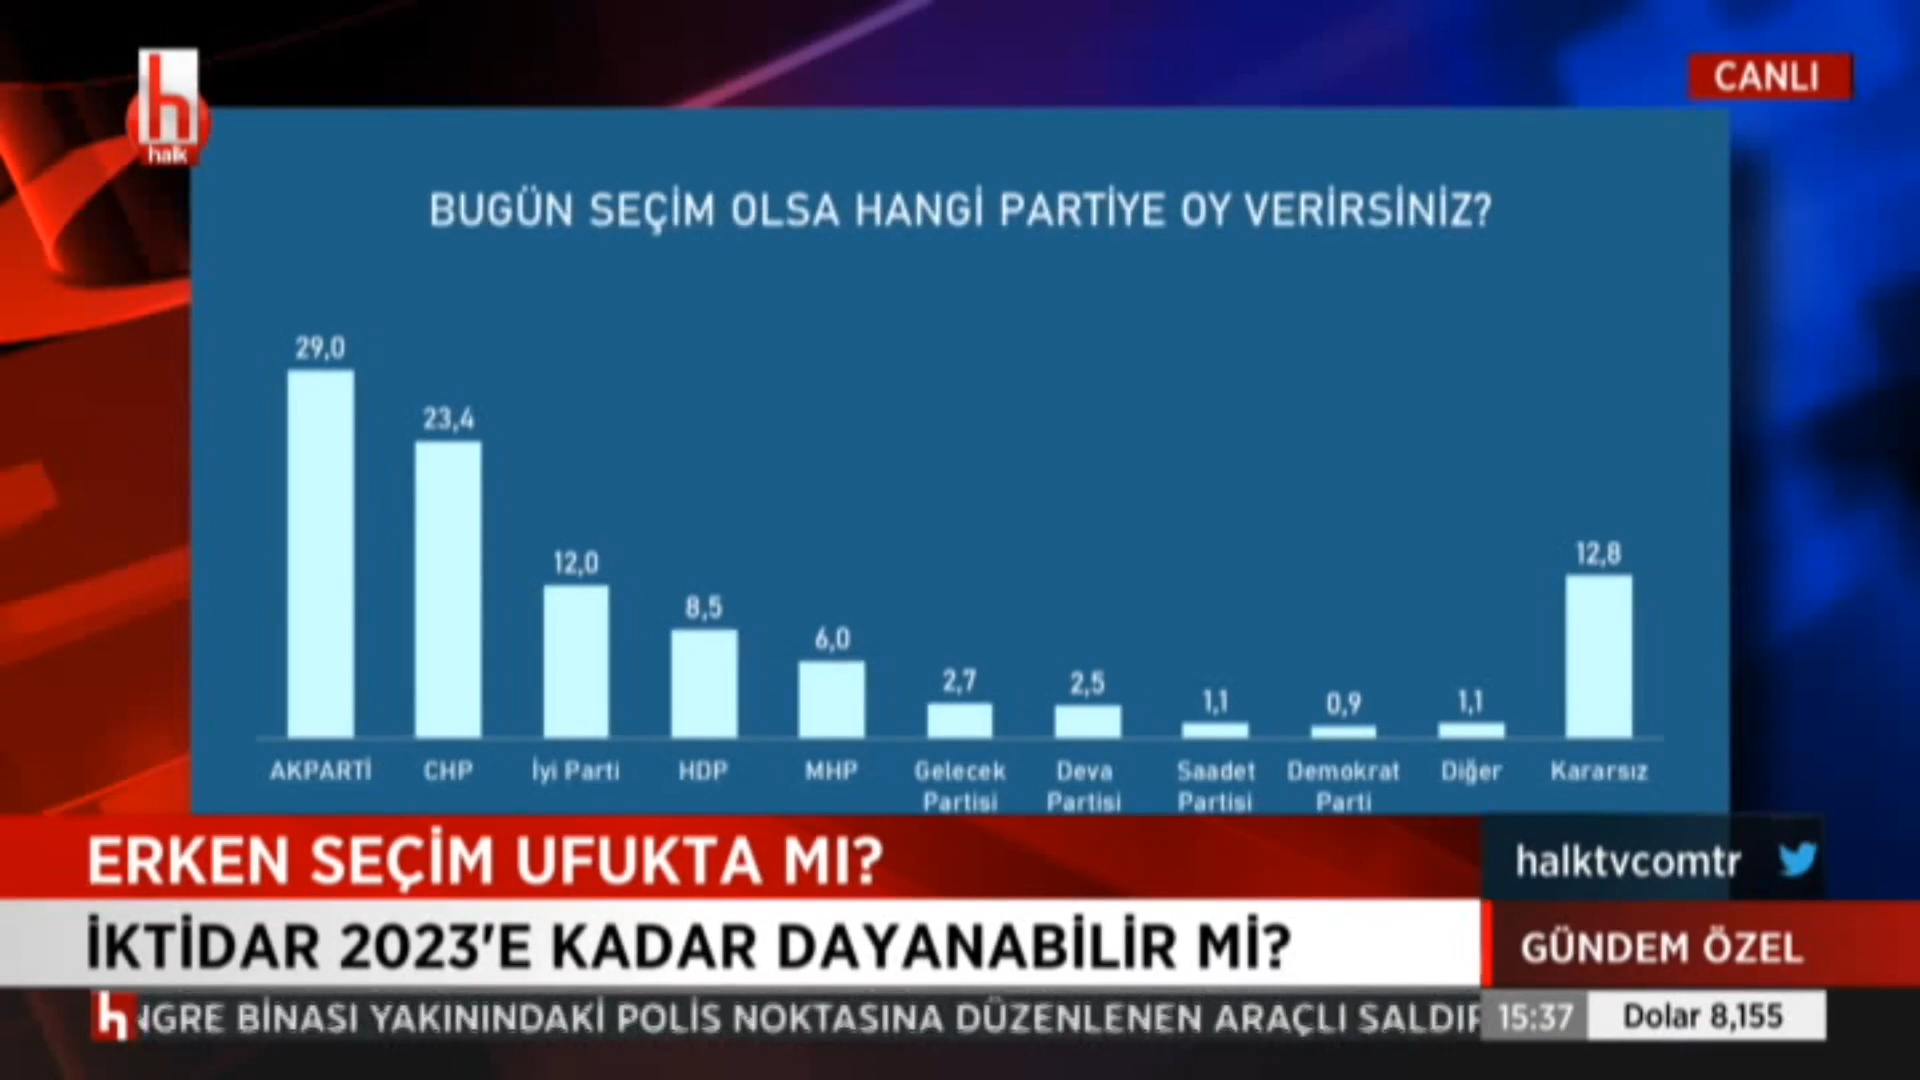 h
halk
CANLI
BUGÜN SEÇİM OLSA HANGİ PARTİYE OY VERİRSİNİZ?
29,0
23,4
12,0
8,5
6,0
2,7
2,5
1,1
0,9
1,1
12,8
AKPARTİ
CHP
İyi Parti
HDP
MHP
Gelecek
Partisi
Deva
Partisi
Saadet
Partisi
Demokrat
Parti
Diğer
Kararsız
ERKEN SEÇİM UFUKTA MI?
halktvcomtr
İKTİDAR 2023'E KADAR DAYANABİLİR Mİ?
GÜNDEM ÖZEL
h NGRE BİNASI YAKININDAKİ POLİS NOKTASINA DÜZENLENEN ARAÇLI SALDIR
15:37
Dolar 8,155